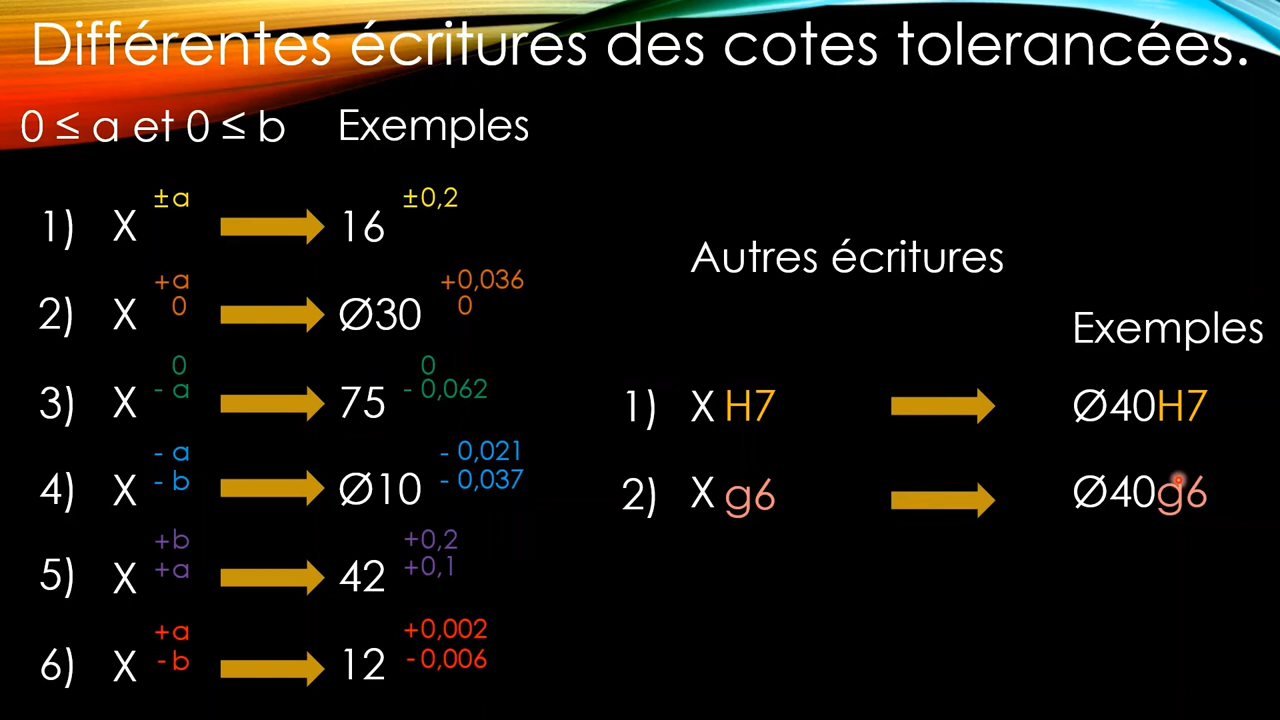 Différentes écritures des cotes tolerancées.
0 ≤ a et 0 ≤ b Exemples
1) X ±a 16 ±0,2
2) X +a 0 Ø30 +0,036 0
3) X 0 - a 75 0 - 0,062
4) X - a - b Ø10 - 0,021 - 0,037
5) X +b +a 42 +0,2 +0,1
6) X +a - b 12 +0,002 - 0,006
Autres écritures
Exemples
1) X H7 Ø40H7
2) X g6 Ø40g6